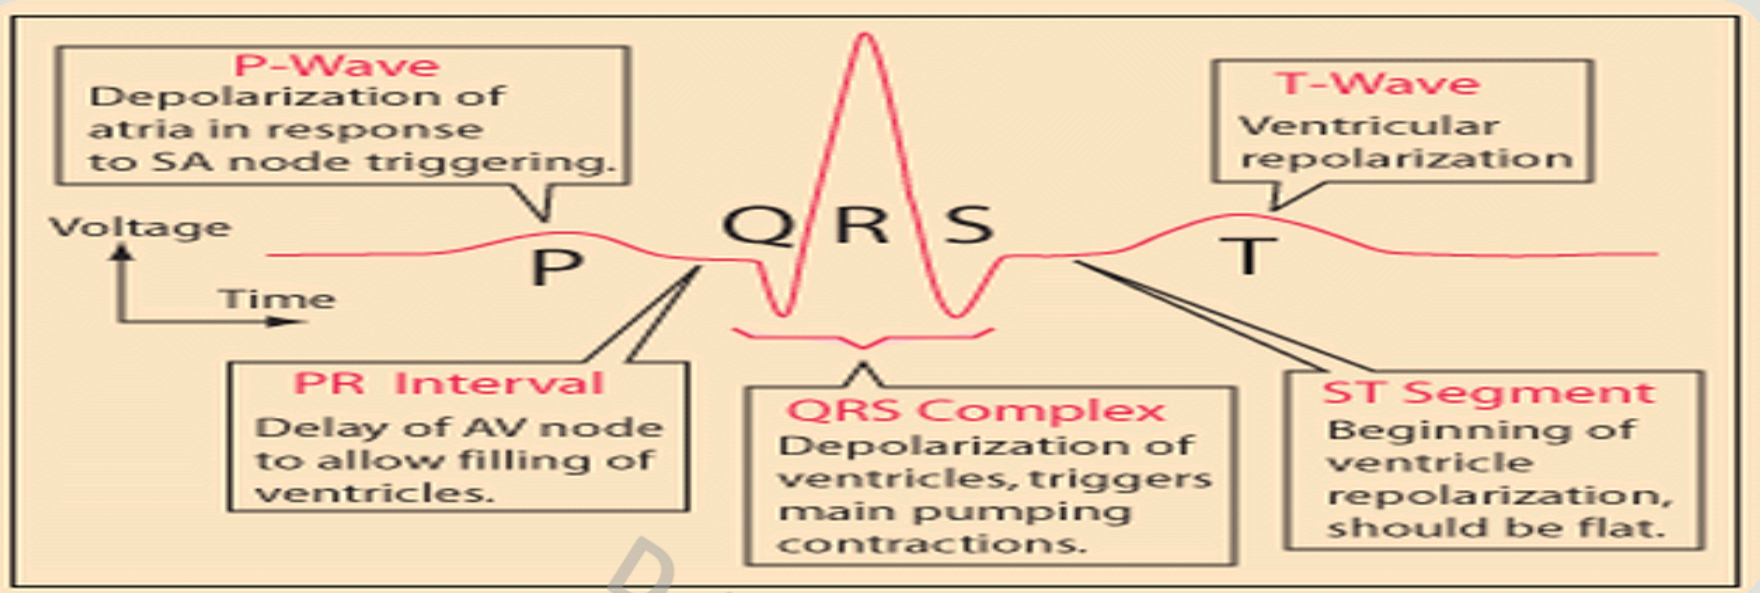 P-Wave
Depolarization of
atria in response
to SA node triggering.
T-Wave
Ventricular
repolarization
Q R S
Voltage
P
T
Time
PR Interval
Delay of AV node
to allow filling of
ventricles.
QRS Complex
Depolarization of
ventricles, triggers
main pumping
contractions.
ST Segment
Beginning of
ventricle
repolarization,
should be flat.
D